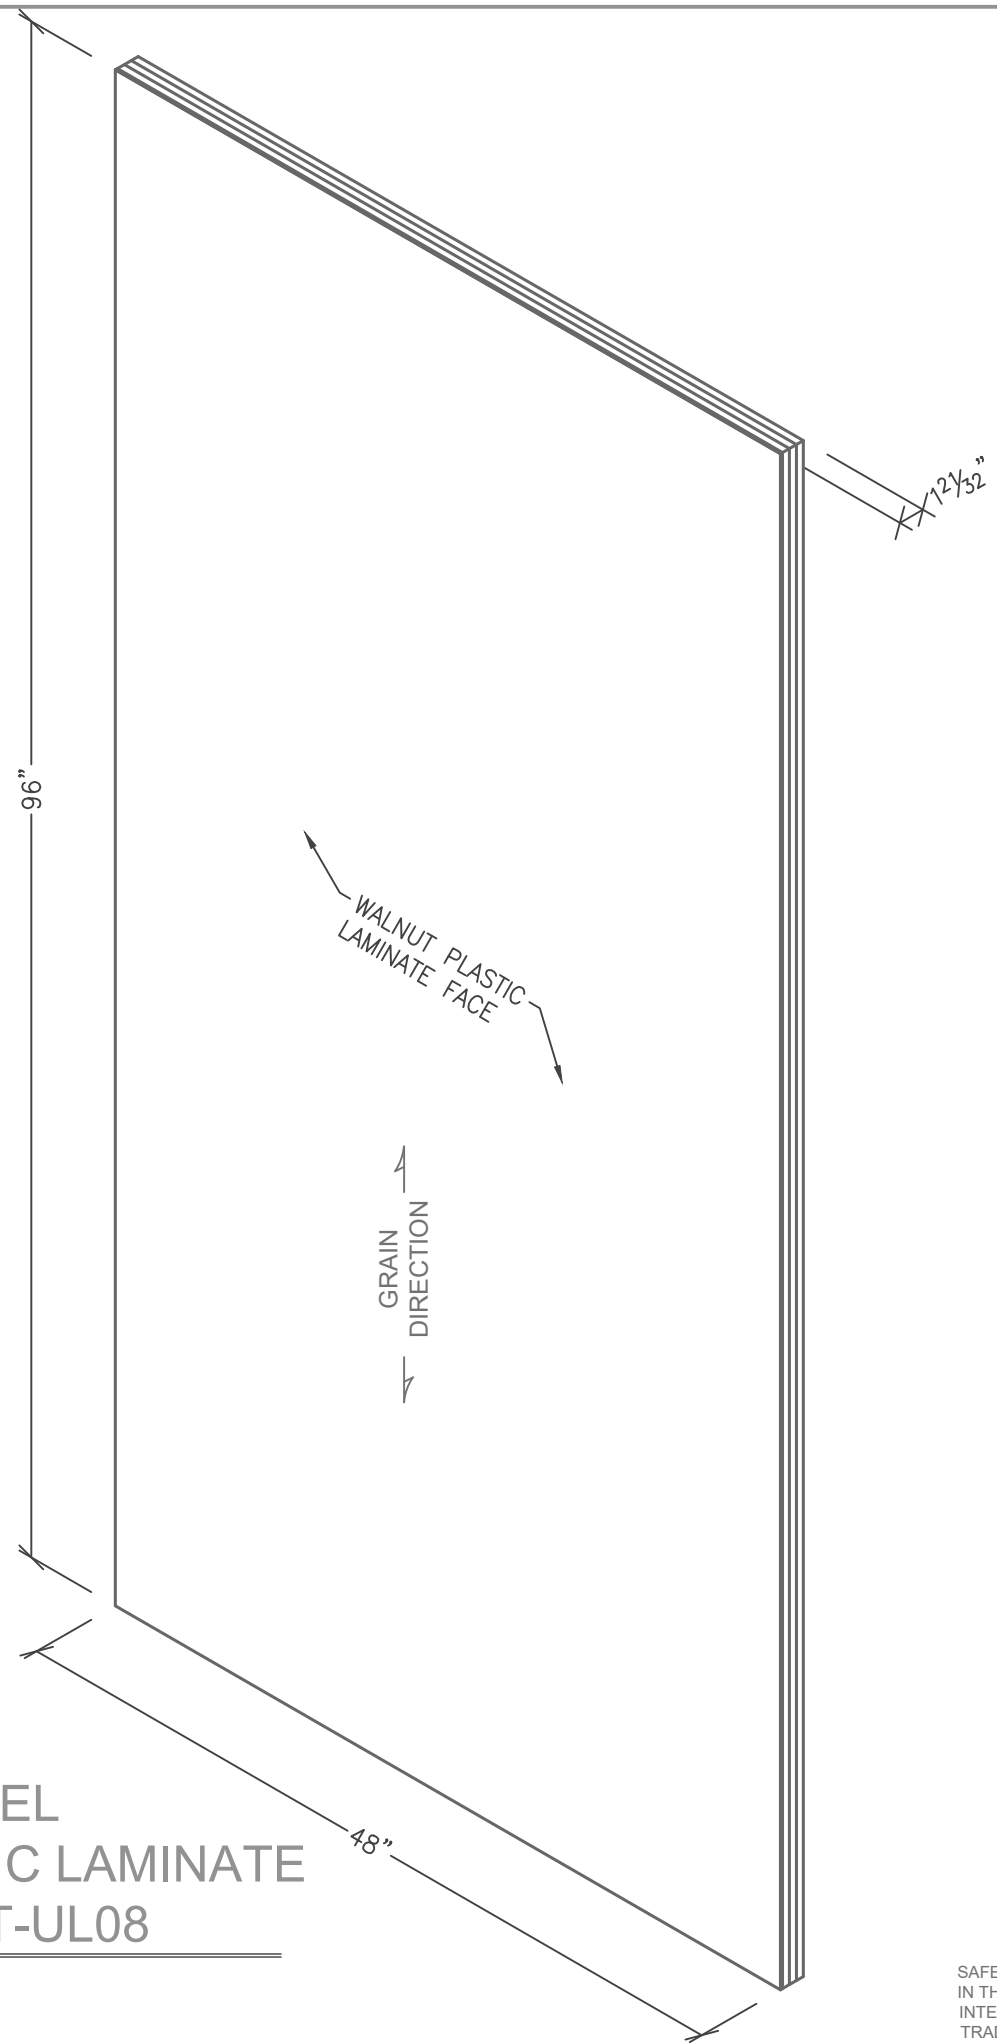 1 21/32"
96"
WALNUT PLASTIC
LAMINATE FACE
GRAIN
DIRECTION
48"
EL
C LAMINATE
T-UL08
SAFE
IN TH
INTE
TRAI